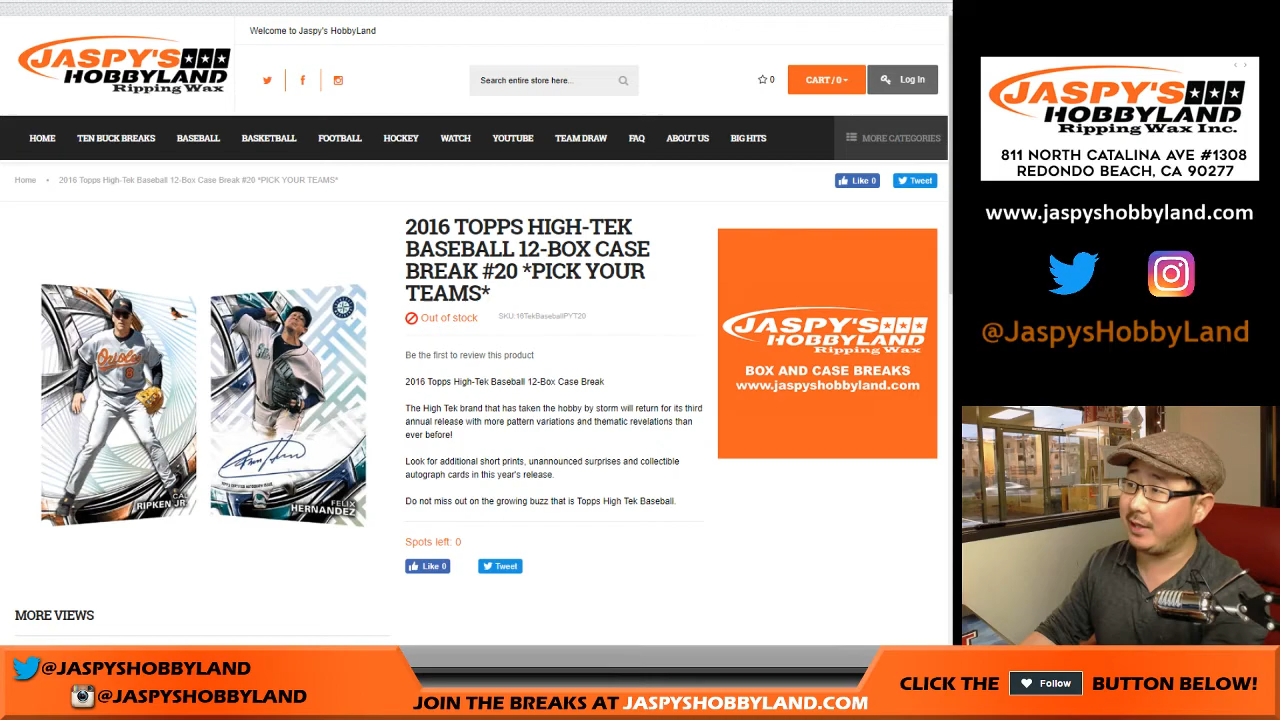 Welcome to Jaspy's HobbyLand
JASPY'S
HOBBYLAND
Ripping Wax
Search entire store here...
0
CART / 0
Log In
HOME
TEN BUCK BREAKS
BASEBALL
BASKETBALL
FOOTBALL
HOCKEY
WATCH
YOUTUBE
TEAM DRAW
FAQ
ABOUT US
BIG HITS
MORE CATEGORIES
Home • 2016 Topps High-Tek Baseball 12-Box Case Break #20 *PICK YOUR TEAMS*
Like 0
Tweet
2016 TOPPS HIGH-TEK
BASEBALL 12-BOX CASE
BREAK #20 *PICK YOUR
TEAMS*
Out of stock
SKU:16TekBaseballPYT20
Be the first to review this product
2016 Topps High-Tek Baseball 12-Box Case Break
The High Tek brand that has taken the hobby by storm will return for its third
annual release with more pattern variations and thematic revelations than
ever before!
Look for additional short prints, unannounced surprises and collectible
autograph cards in this year's release.
Do not miss out on the growing buzz that is Topps High Tek Baseball.
Spots left: 0
Like 0
Tweet
Orioles
8
CAL
RIPKEN JR.
FELIX
HERNANDEZ
MORE VIEWS
JASPY'S
HOBBYLAND
Ripping Wax
BOX AND CASE BREAKS
www.jaspyshobbyland.com
JASPY'S
HOBBYLAND
Ripping Wax Inc.
811 NORTH CATALINA AVE #1308
REDONDO BEACH, CA 90277
www.jaspyshobbyland.com
@JaspysHobbyLand
@JASPYSHOBBYLAND
@JASPYSHOBBYLAND
JOIN THE BREAKS AT JASPYSHOBBYLAND.COM
CLICK THE
Follow
BUTTON BELOW!